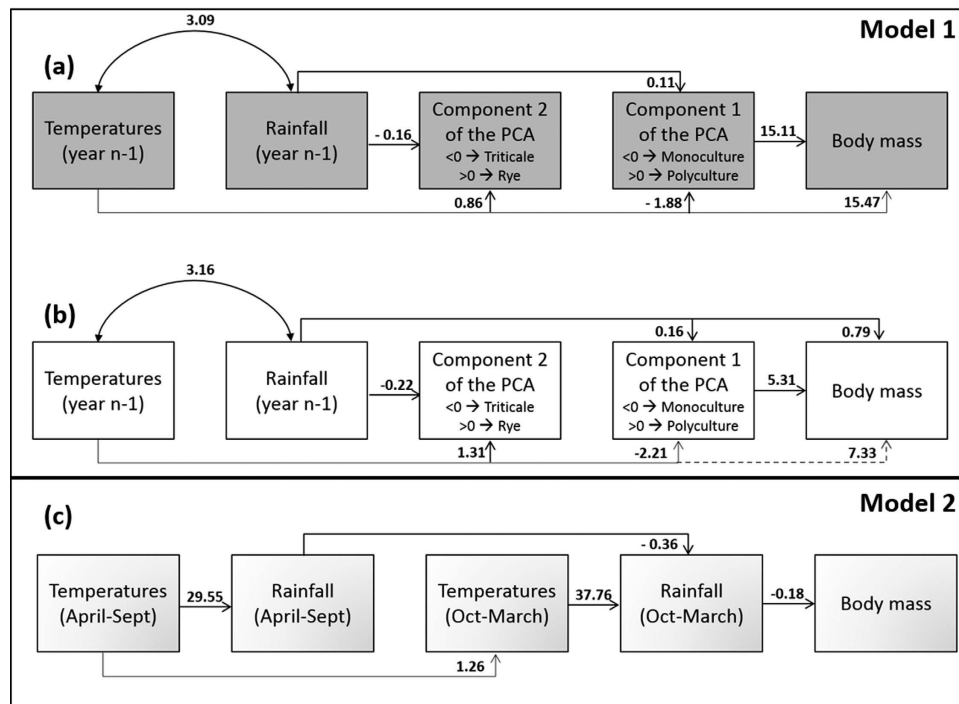 Model 1
(a)
3.09
Temperatures
(year n-1)
Rainfall
(year n-1)
- 0.16
Component 2
of the PCA
<0 → Triticale
>0 → Rye
0.11
Component 1
of the PCA
<0 → Monoculture
>0 → Polyculture
15.11
Body mass
0.86
- 1.88
15.47
(b)
3.16
Temperatures
(year n-1)
Rainfall
(year n-1)
-0.22
Component 2
of the PCA
<0 → Triticale
>0 → Rye
0.16
Component 1
of the PCA
<0 → Monoculture
>0 → Polyculture
5.31
0.79
Body mass
1.31
-2.21
7.33
Model 2
(c)
Temperatures
(April-Sept)
29.55
Rainfall
(April-Sept)
Temperatures
(Oct-March)
37.76
- 0.36
Rainfall
(Oct-March)
-0.18
Body mass
1.26